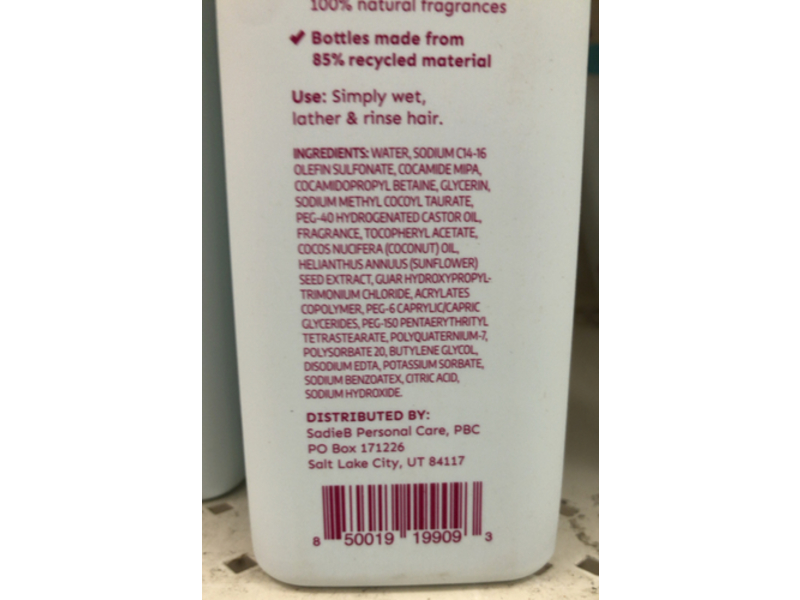 100% natural fragrances
✔ Bottles made from
85% recycled material
Use: Simply wet,
lather & rinse hair.
INGREDIENTS: WATER, SODIUM C14-16
OLEFIN SULFONATE, COCAMIDE MIPA,
COCAMIDOPROPYL BETAINE, GLYCERIN,
SODIUM METHYL COCOYL TAURATE,
PEG-40 HYDROGENATED CASTOR OIL,
FRAGRANCE, TOCOPHERYL ACETATE,
COCOS NUCIFERA (COCONUT) OIL,
HELIANTHUS ANNUUS (SUNFLOWER)
SEED EXTRACT, GUAR HYDROXYPROPYL-
TRIMONIUM CHLORIDE, ACRYLATES
COPOLYMER, PEG-6 CAPRYLIC/CAPRIC
GLYCERIDES, PEG-150 PENTAERYTHRITYL
TETRASTEARATE, POLYQUATERNIUM-7,
POLYSORBATE 20, BUTYLENE GLYCOL,
DISODIUM EDTA, POTASSIUM SORBATE,
SODIUM BENZOATEX, CITRIC ACID,
SODIUM HYDROXIDE.
DISTRIBUTED BY:
SadieB Personal Care, PBC
PO Box 171226
Salt Lake City, UT 84117
8 50019 19909 3